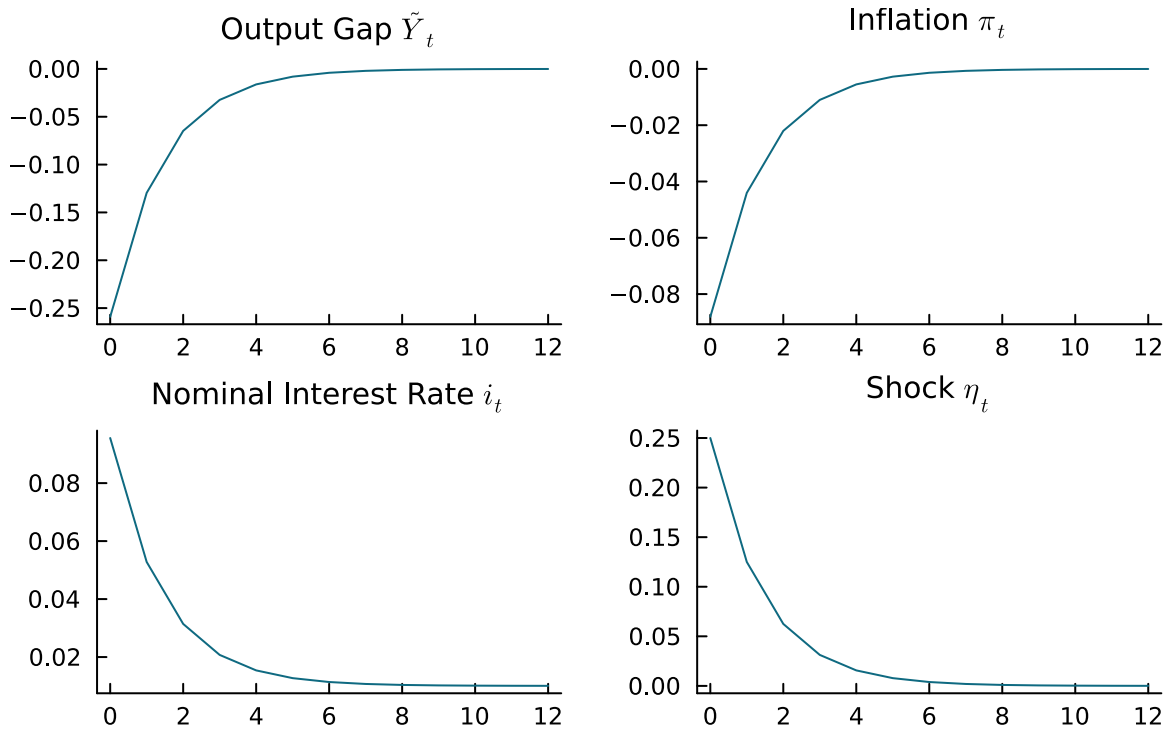 Output Gap Ỹ_t
0.00
−0.05
−0.10
−0.15
−0.20
−0.25
0 2 4 6 8 10 12
Inflation π_t
0.00
−0.02
−0.04
−0.06
−0.08
0 2 4 6 8 10 12
Nominal Interest Rate i_t
0.08
0.06
0.04
0.02
0 2 4 6 8 10 12
Shock η_t
0.25
0.20
0.15
0.10
0.05
0.00
0 2 4 6 8 10 12